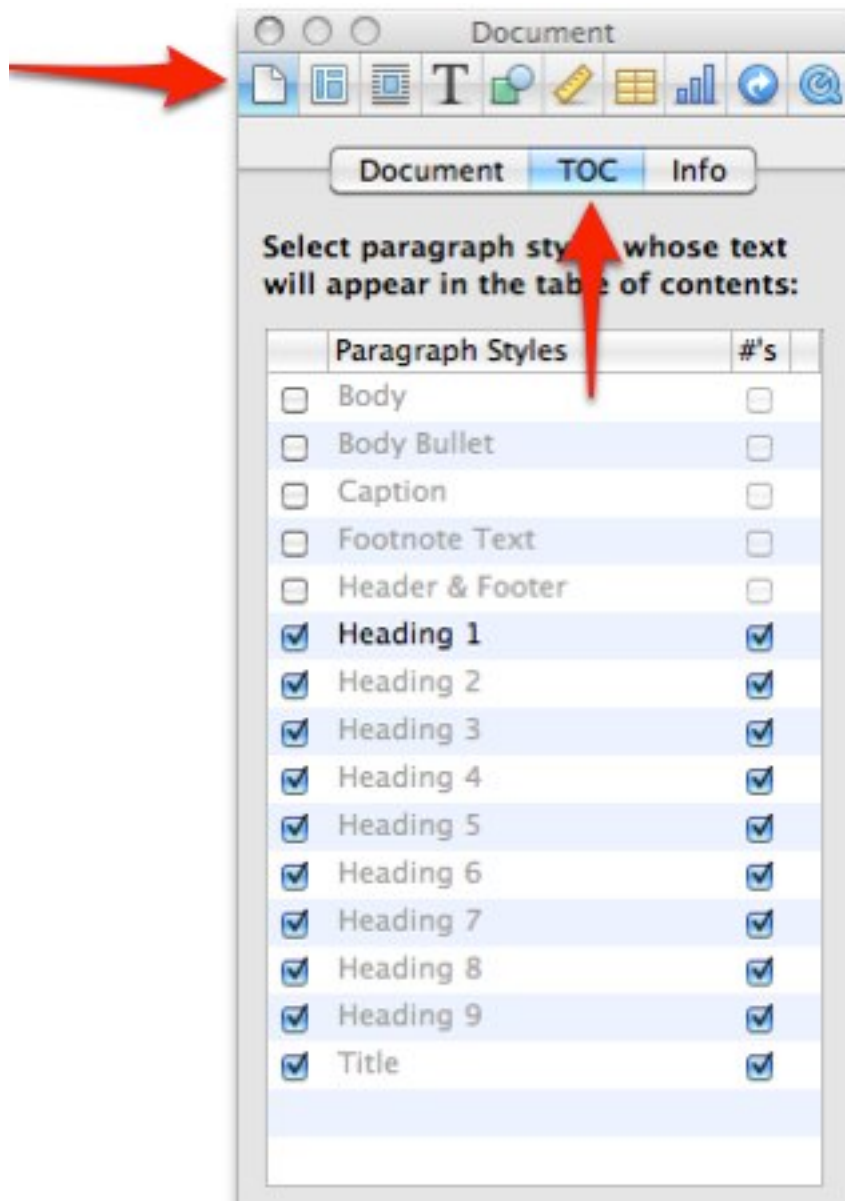 Document
T
Document TOC Info
Select paragraph whose text
will appear in the table of contents:
Paragraph Styles #'s
Body
Body Bullet
Caption
Footnote Text
Header & Footer
Heading 1
Heading 2
Heading 3
Heading 4
Heading 5
Heading 6
Heading 7
Heading 8
Heading 9
Title